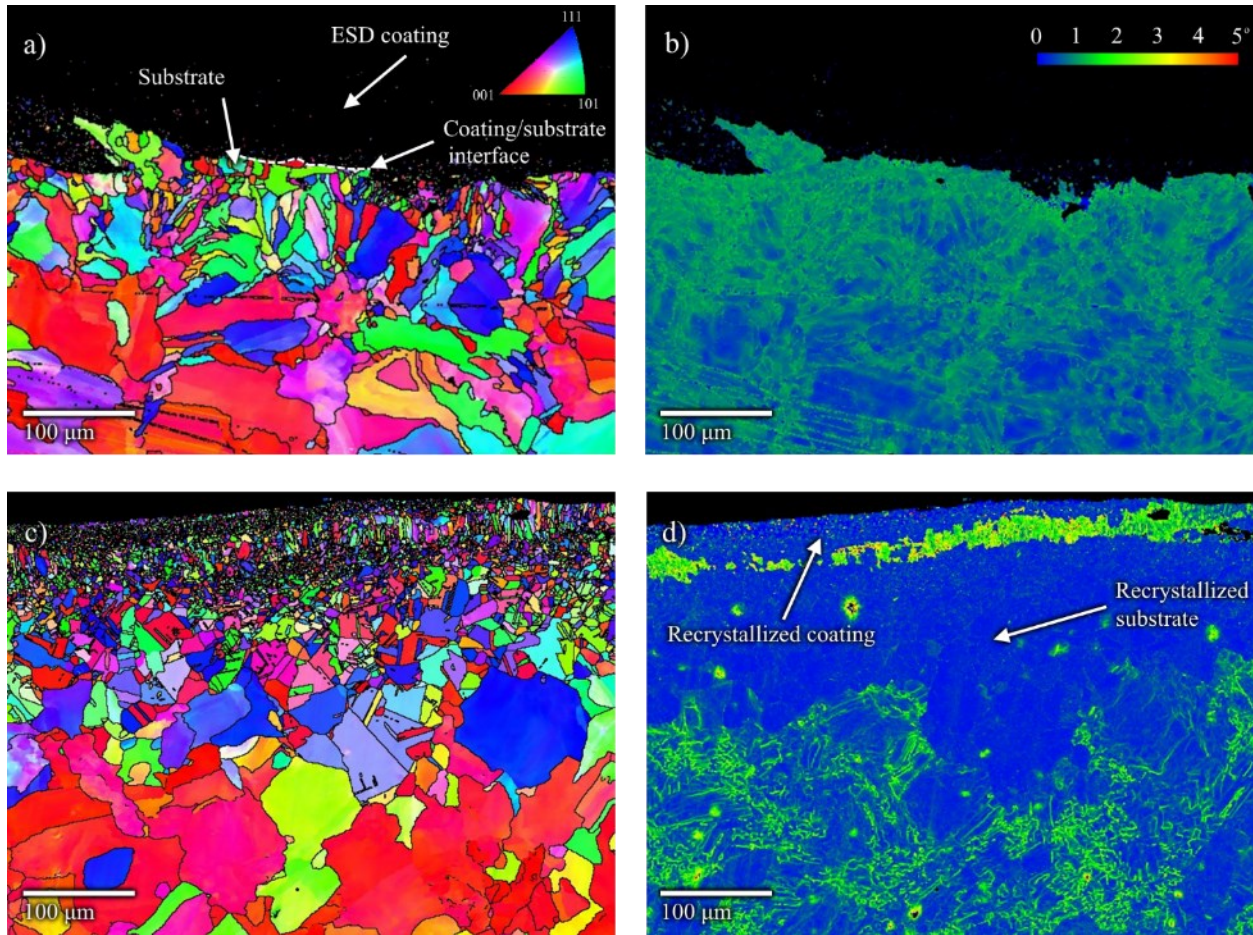 a)
ESD coating
Substrate
111
001
101
Coating/substrate
interface
100 μm
b)
0 1 2 3 4 5°
100 μm
c)
100 μm
d)
Recrystallized coating
Recrystallized
substrate
100 μm